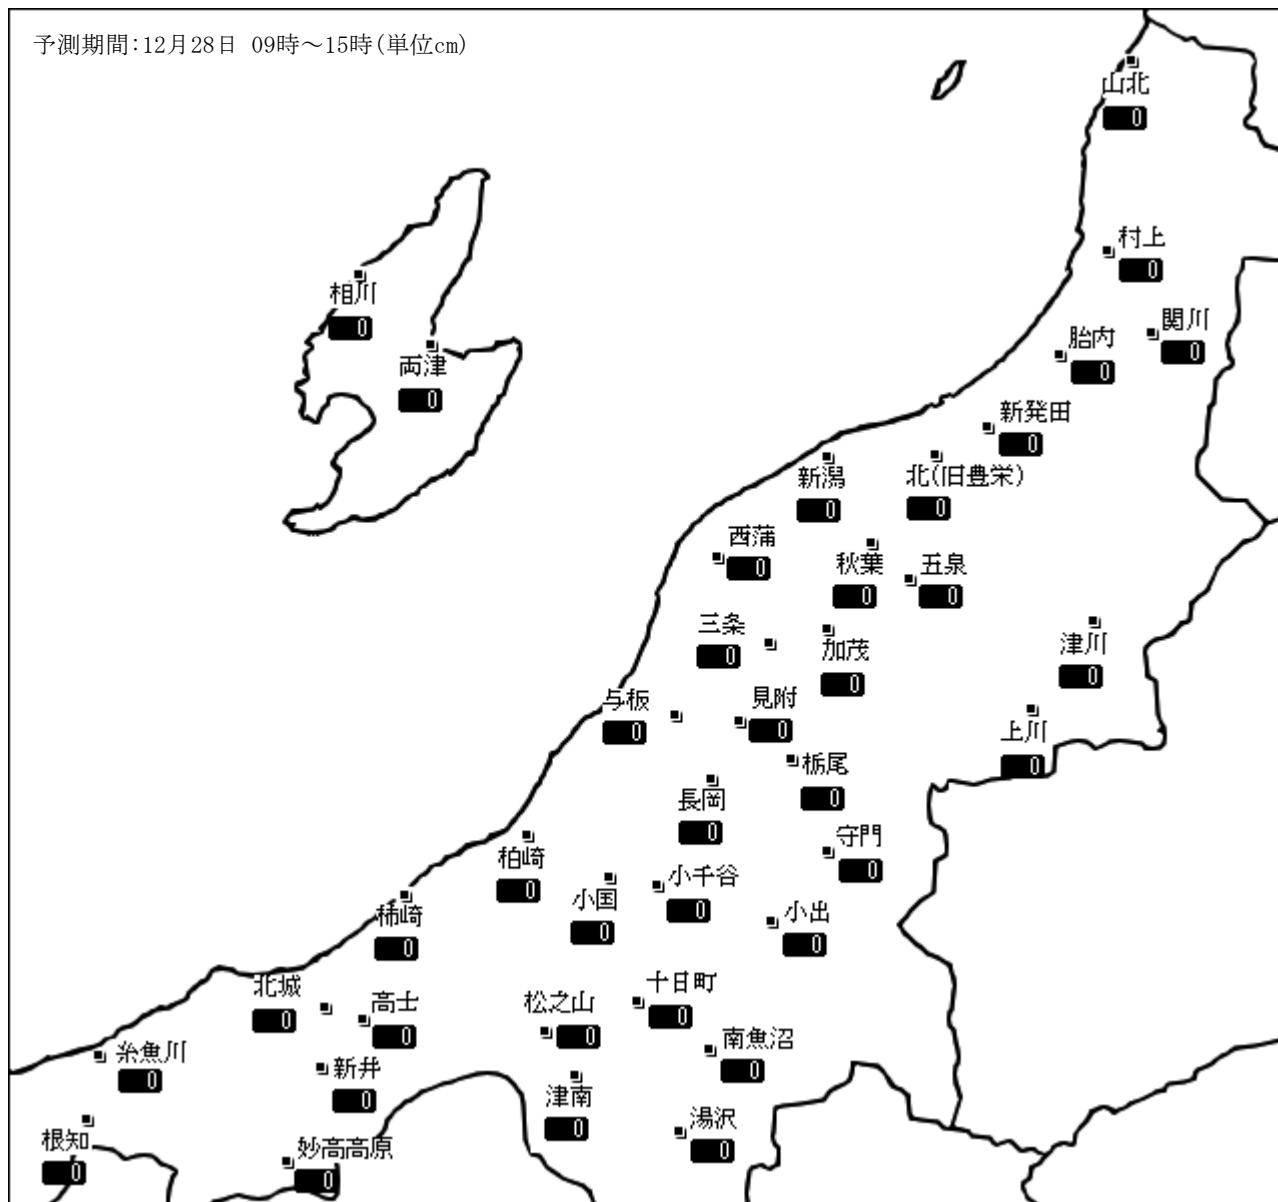 予測期間:12月28日 09時～15時(単位cm)
山北
0
村上
0
相川
0
関川
0
胎内
0
両津
0
新発田
0
新潟
0
北(旧豊栄)
0
西蒲
0
秋葉
0
五泉
0
三条
0
加茂
0
津川
0
与板
0
見附
0
上川
0
栃尾
0
長岡
0
守門
0
柏崎
0
小国
0
小千谷
0
小出
0
柿崎
0
北城
0
高士
0
松之山
0
十日町
0
南魚沼
0
糸魚川
0
新井
0
津南
0
湯沢
0
根知
0
妙高高原
0